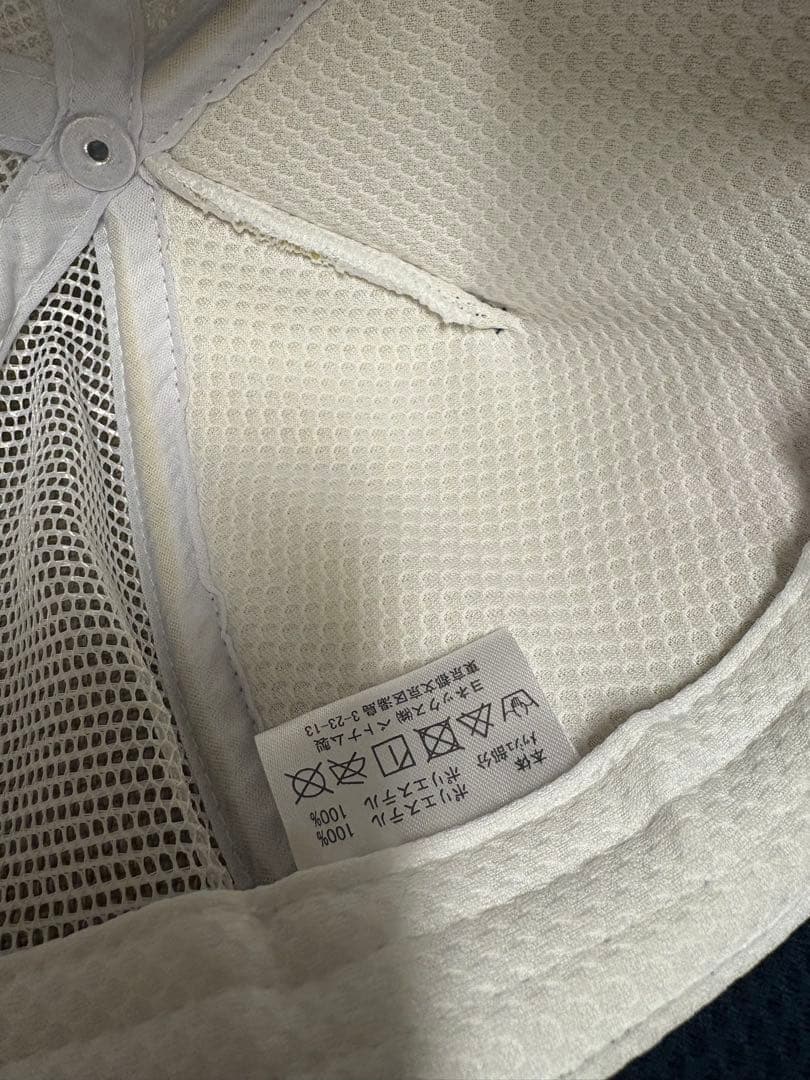 本体 ポリエステル 100%
メッシュ部分 ポリエステル 100%
ヨネックス㈱ ベトナム製
東京都文京区湯島 3-23-13